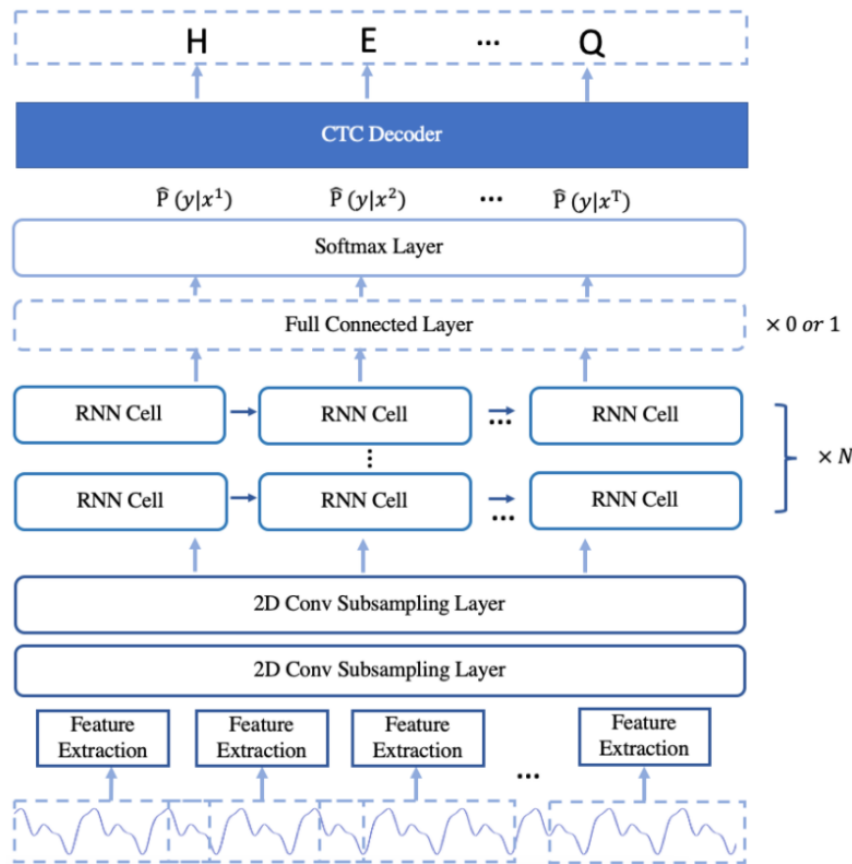 H E ... Q
CTC Decoder
P̂ (y|x¹) P̂ (y|x²) ... P̂ (y|xᵀ)
Softmax Layer
Full Connected Layer × 0 or 1
RNN Cell RNN Cell ... RNN Cell
⋮ × N
RNN Cell RNN Cell ... RNN Cell
2D Conv Subsampling Layer
2D Conv Subsampling Layer
Feature Extraction Feature Extraction Feature Extraction Feature Extraction
...